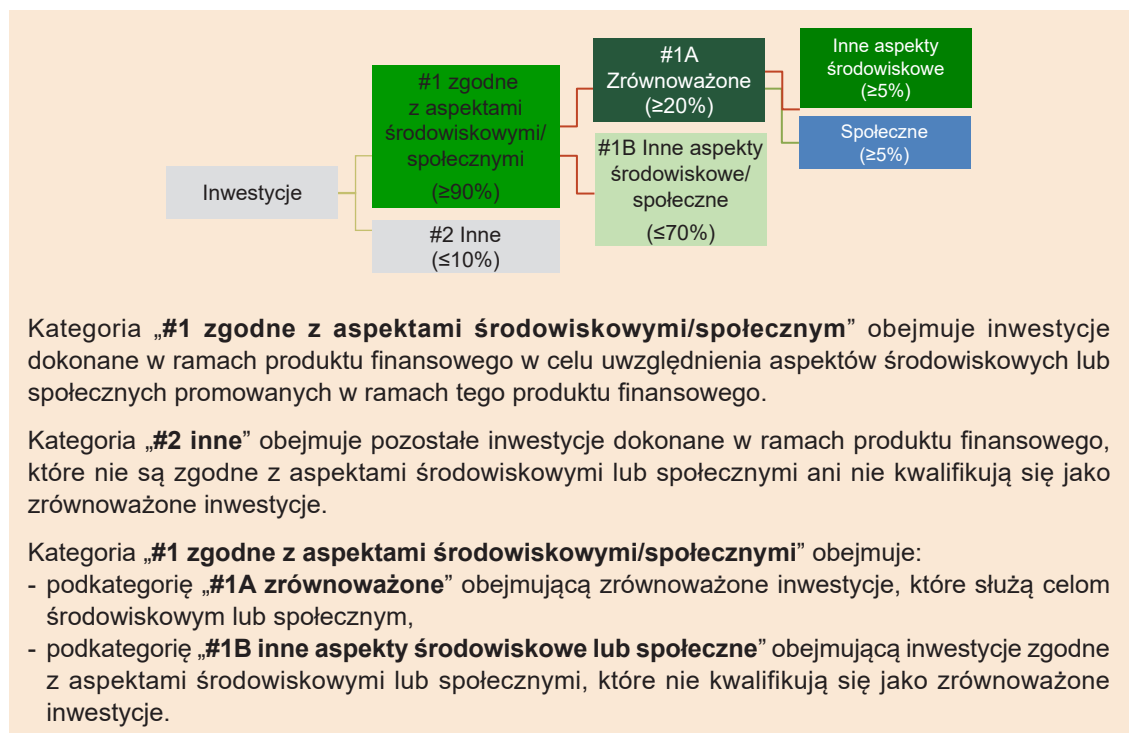 Inwestycje
#1 zgodne
z aspektami
środowiskowymi/
społecznymi
(≥90%)
#2 Inne
(≤10%)
#1A
Zrównoważone
(≥20%)
#1B Inne aspekty
środowiskowe/
społeczne
(≤70%)
Inne aspekty
środowiskowe
(≥5%)
Społeczne
(≥5%)
Kategoria „#1 zgodne z aspektami środowiskowymi/społecznym” obejmuje inwestycje
dokonane w ramach produktu finansowego w celu uwzględnienia aspektów środowiskowych lub
społecznych promowanych w ramach tego produktu finansowego.
Kategoria „#2 inne” obejmuje pozostałe inwestycje dokonane w ramach produktu finansowego,
które nie są zgodne z aspektami środowiskowymi lub społecznymi ani nie kwalifikują się jako
zrównoważone inwestycje.
Kategoria „#1 zgodne z aspektami środowiskowymi/społecznymi” obejmuje:
- podkategorię „#1A zrównoważone” obejmującą zrównoważone inwestycje, które służą celom
środowiskowym lub społecznym,
- podkategorię „#1B inne aspekty środowiskowe lub społeczne” obejmującą inwestycje zgodne
z aspektami środowiskowymi lub społecznymi, które nie kwalifikują się jako zrównoważone
inwestycje.